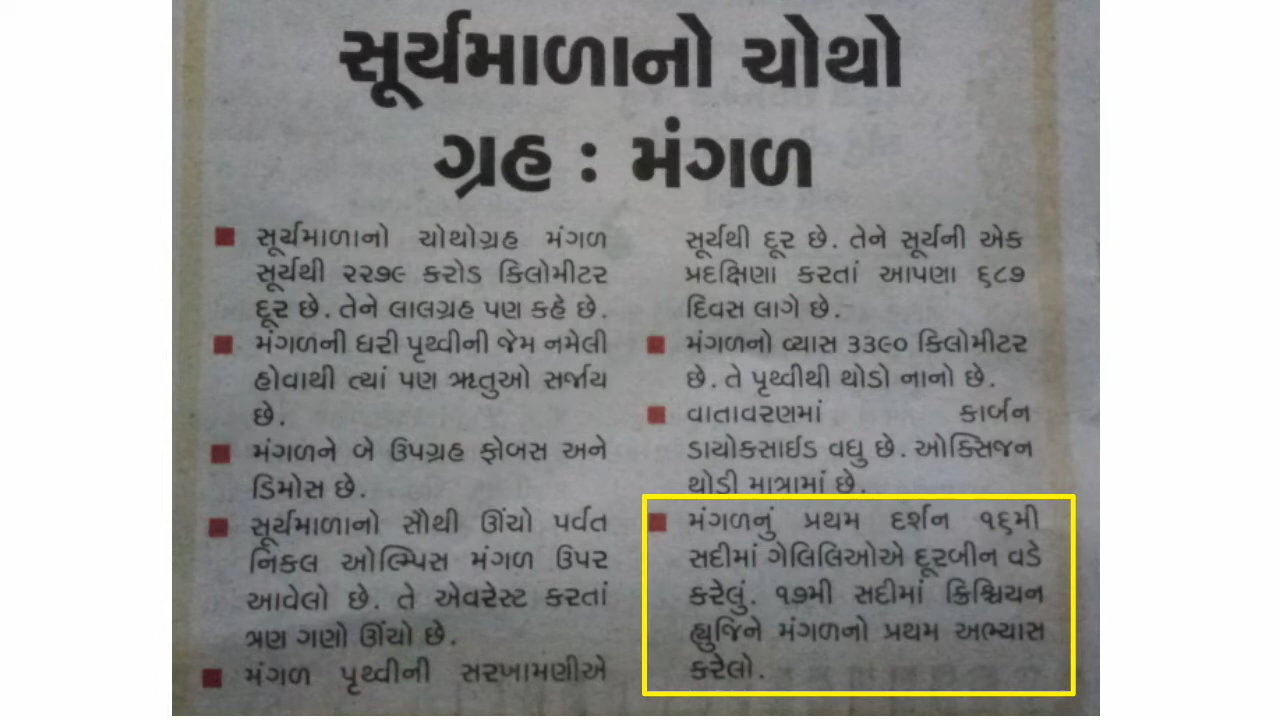 સૂર્યમાળાનો ચોથો
ગ્રહ : મંગળ
■ સૂર્યમાળાનો ચોથોગ્રહ મંગળ
સૂર્યથી ૨૨૭૯ કરોડ કિલોમીટર
દૂર છે. તેને લાલગ્રહ પણ કહે છે.
■ મંગળની ધરી પૃથ્વીની જેમ નમેલી
હોવાથી ત્યાં પણ ઋતુઓ સર્જાય
છે.
■ મંગળને બે ઉપગ્રહ ફોબસ અને
ડિમોસ છે.
■ સૂર્યમાળાનો સૌથી ઊંચો પર્વત
નિકલ ઓલ્મિપસ મંગળ ઉપર
આવેલો છે. તે એવરેસ્ટ કરતાં
ત્રણ ગણો ઊંચો છે.
■ મંગળ પૃથ્વીની સરખામણીએ
સૂર્યથી દૂર છે. તેને સૂર્યની એક
પ્રદક્ષિણા કરતાં આપણા ૬૮૭
દિવસ લાગે છે.
■ મંગળનો વ્યાસ ૩૩૯૦ કિલોમીટર
છે. તે પૃથ્વીથી થોડો નાનો છે.
■ વાતાવરણમાં કાર્બન
ડાયોક્સાઈડ વધુ છે. ઓક્સિજન
થોડી માત્રામાં છે.
■ મંગળનું પ્રથમ દર્શન ૧૬મી
સદીમાં ગેલિલિઓએ દૂરબીન વડે
કરેલું. ૧૭મી સદીમાં ક્રિશ્ચિયન
હ્યુજિને મંગળનો પ્રથમ અભ્યાસ
કરેલો.